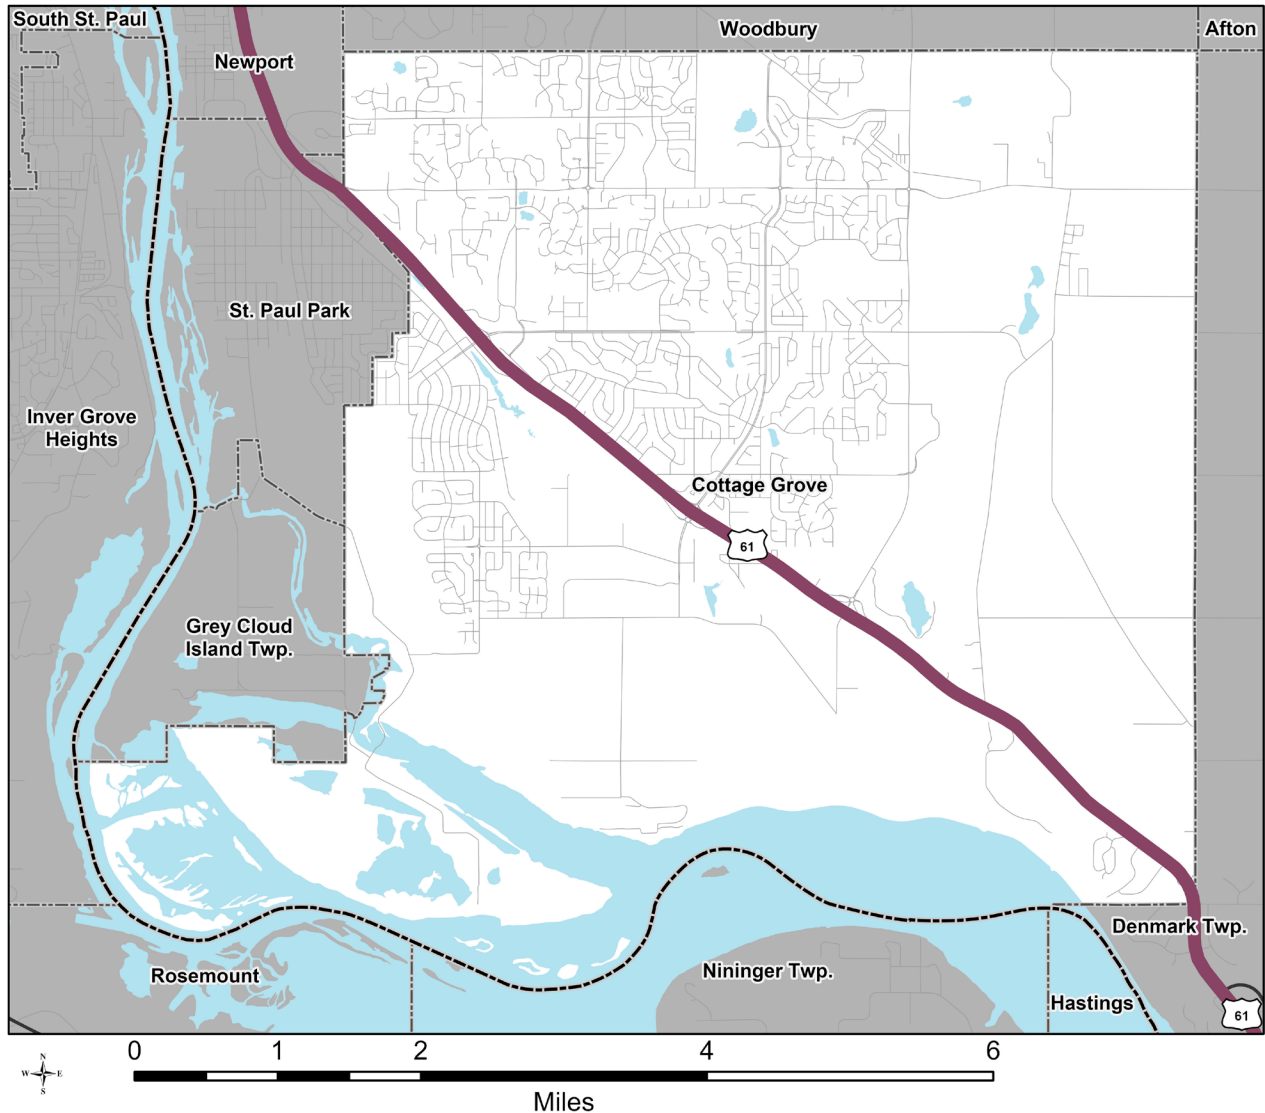 South St. Paul
Woodbury
Afton
Newport
St. Paul Park
Inver Grove
Heights
Cottage Grove
61
Grey Cloud
Island Twp.
Denmark Twp.
Rosemount
Nininger Twp.
Hastings
61
0 1 2 4 6
N
W E
S
Miles